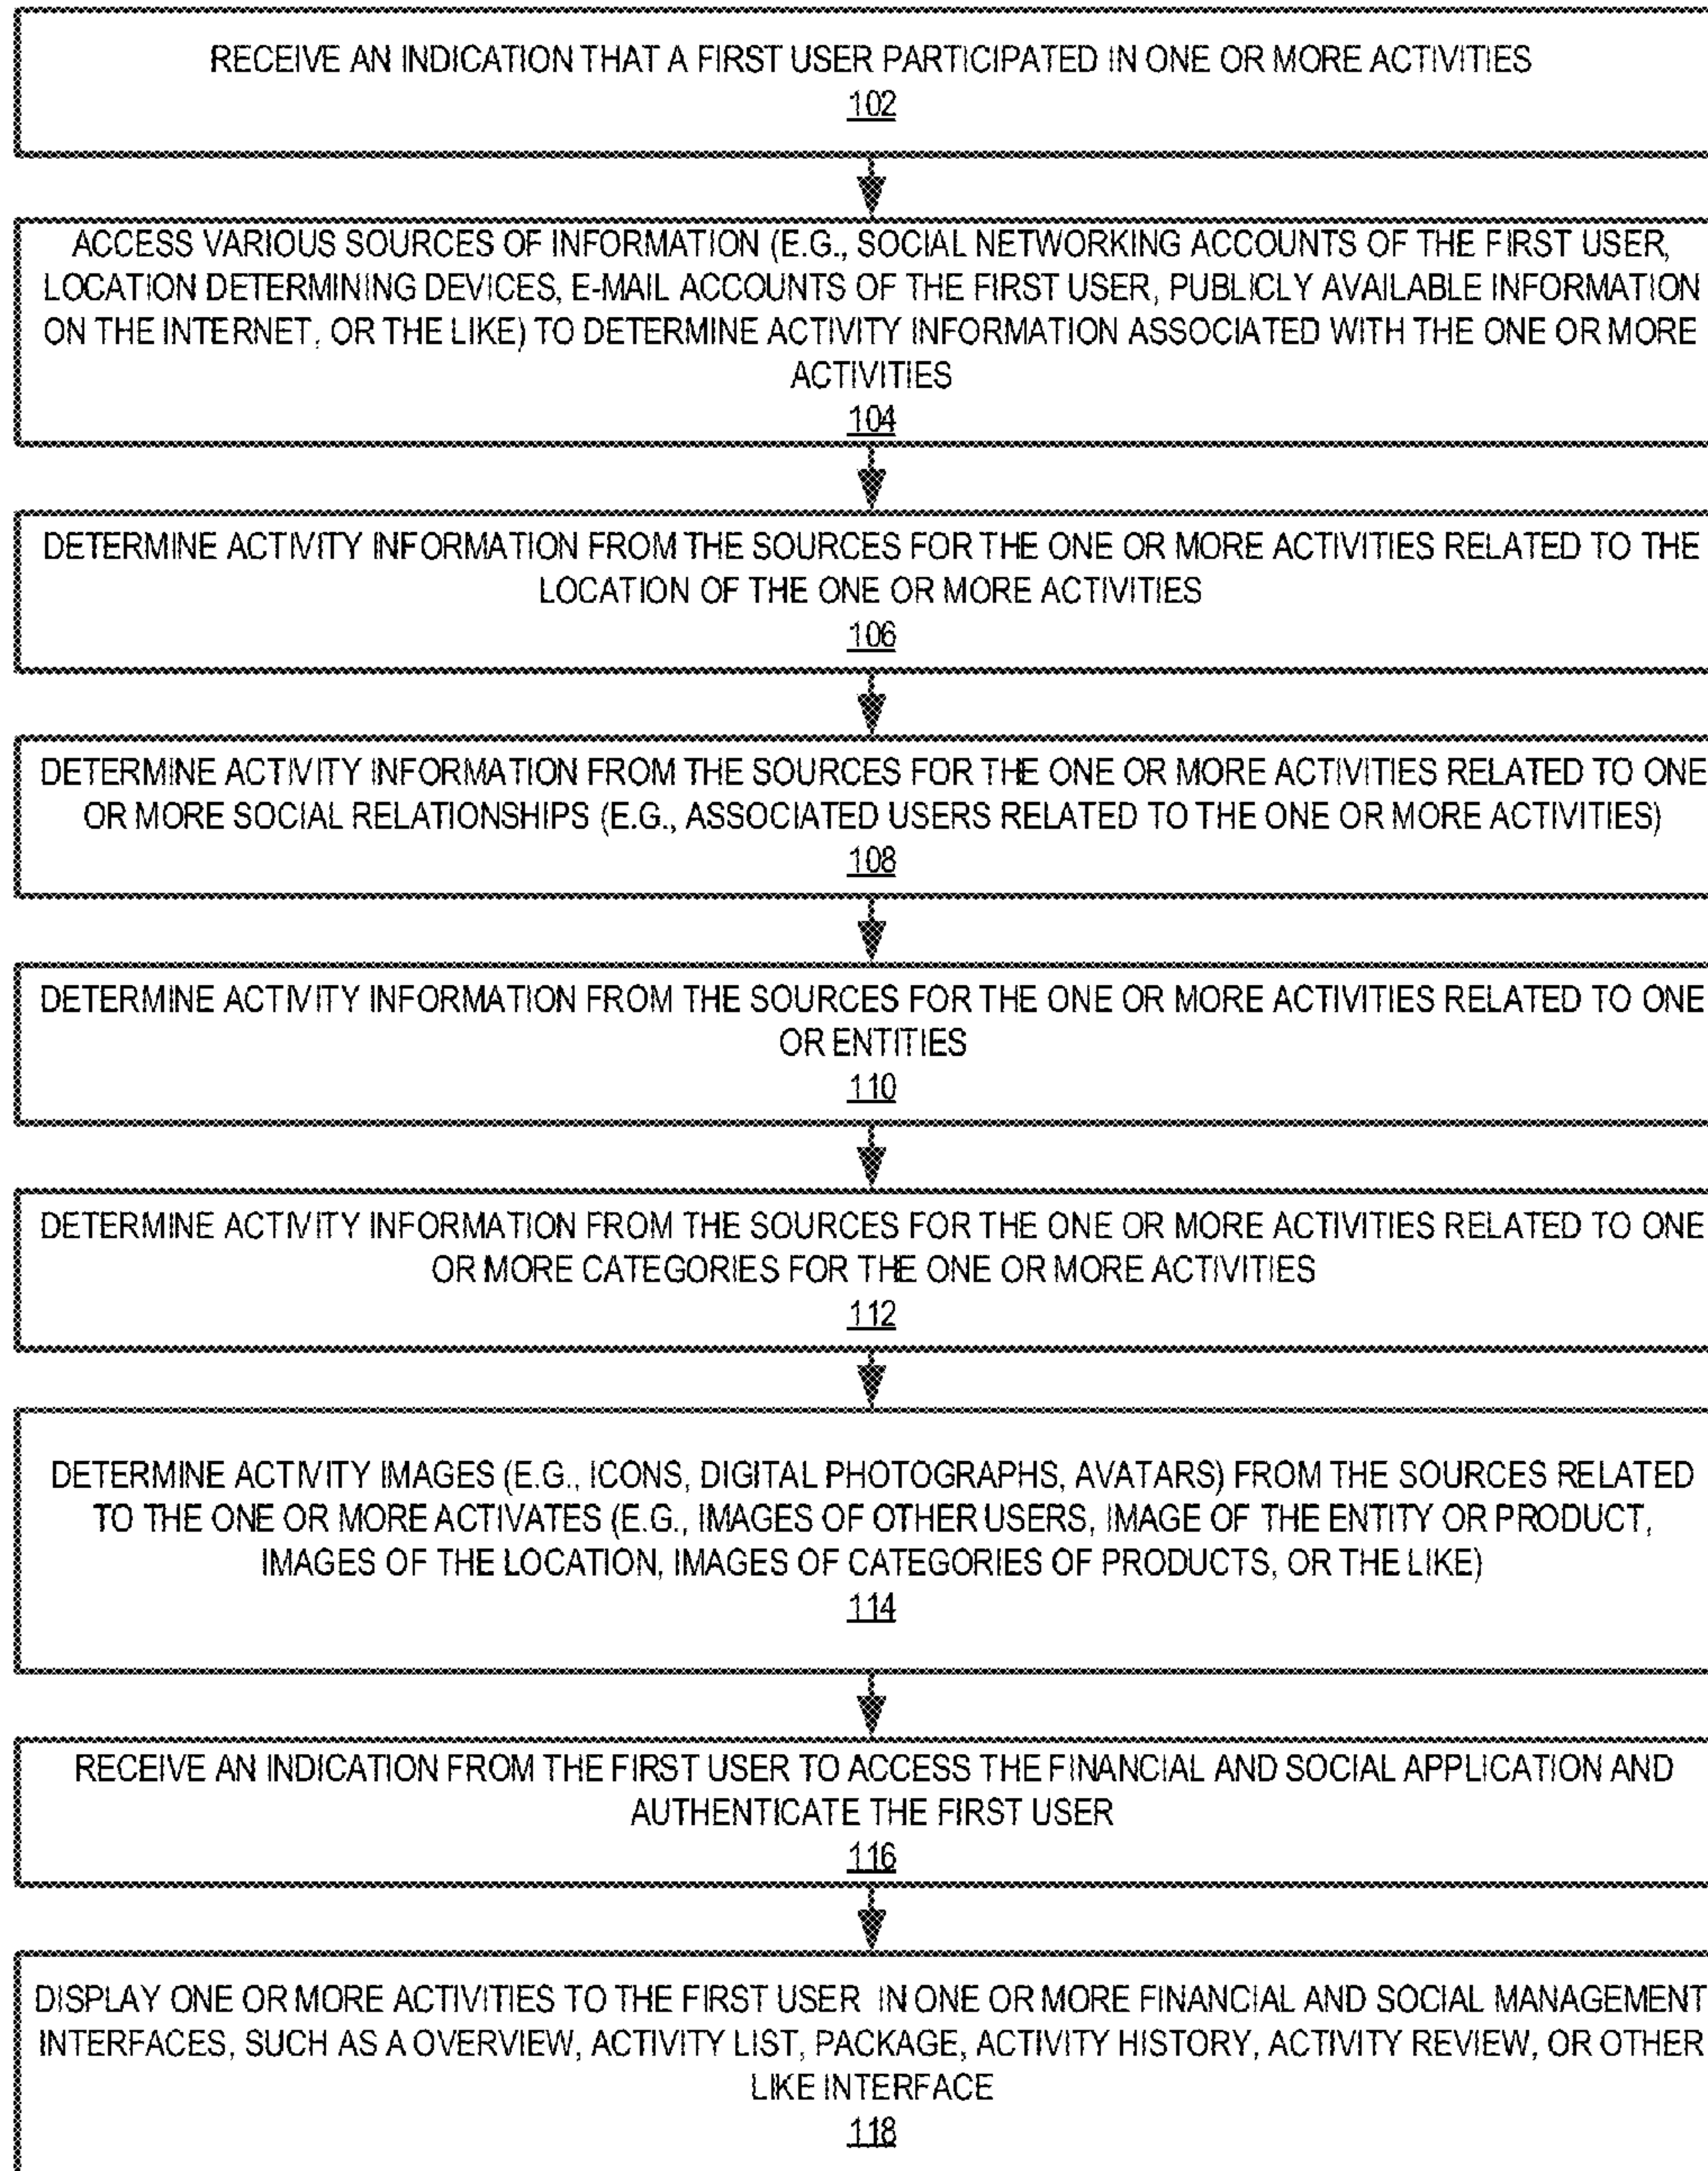 RECEIVE AN INDICATION THAT A FIRST USER PARTICIPATED IN ONE OR MORE ACTIVITIES
102
ACCESS VARIOUS SOURCES OF INFORMATION (E.G., SOCIAL NETWORKING ACCOUNTS OF THE FIRST USER,
LOCATION DETERMINING DEVICES, E-MAIL ACCOUNTS OF THE FIRST USER, PUBLICLY AVAILABLE INFORMATION
ON THE INTERNET, OR THE LIKE) TO DETERMINE ACTIVITY INFORMATION ASSOCIATED WITH THE ONE OR MORE
ACTIVITIES
104
DETERMINE ACTIVITY INFORMATION FROM THE SOURCES FOR THE ONE OR MORE ACTIVITIES RELATED TO THE
LOCATION OF THE ONE OR MORE ACTIVITIES
106
DETERMINE ACTIVITY INFORMATION FROM THE SOURCES FOR THE ONE OR MORE ACTIVITIES RELATED TO ONE
OR MORE SOCIAL RELATIONSHIPS (E.G., ASSOCIATED USERS RELATED TO THE ONE OR MORE ACTIVITIES)
108
DETERMINE ACTIVITY INFORMATION FROM THE SOURCES FOR THE ONE OR MORE ACTIVITIES RELATED TO ONE
OR ENTITIES
110
DETERMINE ACTIVITY INFORMATION FROM THE SOURCES FOR THE ONE OR MORE ACTIVITIES RELATED TO ONE
OR MORE CATEGORIES FOR THE ONE OR MORE ACTIVITIES
112
DETERMINE ACTIVITY IMAGES (E.G., ICONS, DIGITAL PHOTOGRAPHS, AVATARS) FROM THE SOURCES RELATED
TO THE ONE OR MORE ACTIVATES (E.G., IMAGES OF OTHER USERS, IMAGE OF THE ENTITY OR PRODUCT,
IMAGES OF THE LOCATION, IMAGES OF CATEGORIES OF PRODUCTS, OR THE LIKE)
114
RECEIVE AN INDICATION FROM THE FIRST USER TO ACCESS THE FINANCIAL AND SOCIAL APPLICATION AND
AUTHENTICATE THE FIRST USER
116
DISPLAY ONE OR MORE ACTIVITIES TO THE FIRST USER IN ONE OR MORE FINANCIAL AND SOCIAL MANAGEMENT
INTERFACES, SUCH AS A OVERVIEW, ACTIVITY LIST, PACKAGE, ACTIVITY HISTORY, ACTIVITY REVIEW, OR OTHER
LIKE INTERFACE
118